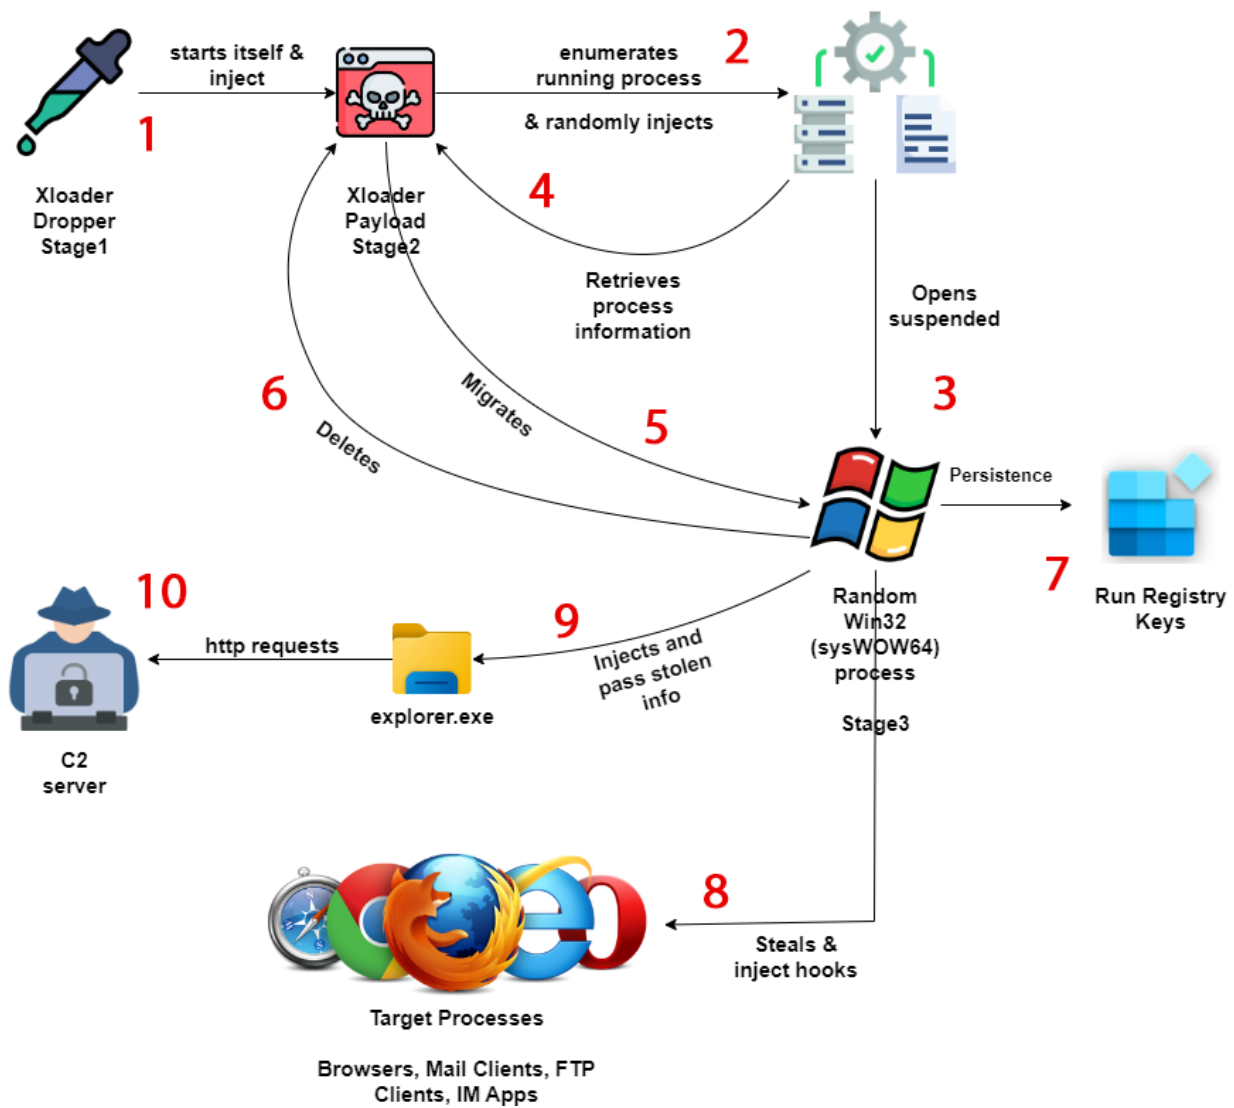 starts itself &
inject
1
Xloader
Dropper
Stage1
Xloader
Payload
Stage2
enumerates
running process
& randomly injects
2
4
Retrieves
process
information
Opens
suspended
3
6
Deletes
Migrates
5
Persistence
7
Run Registry
Keys
Random
Win32
(sysWOW64)
process
Stage3
10
http requests
C2
server
explorer.exe
9
Injects and
pass stolen
info
8
Steals &
inject hooks
Target Processes
Browsers, Mail Clients, FTP
Clients, IM Apps